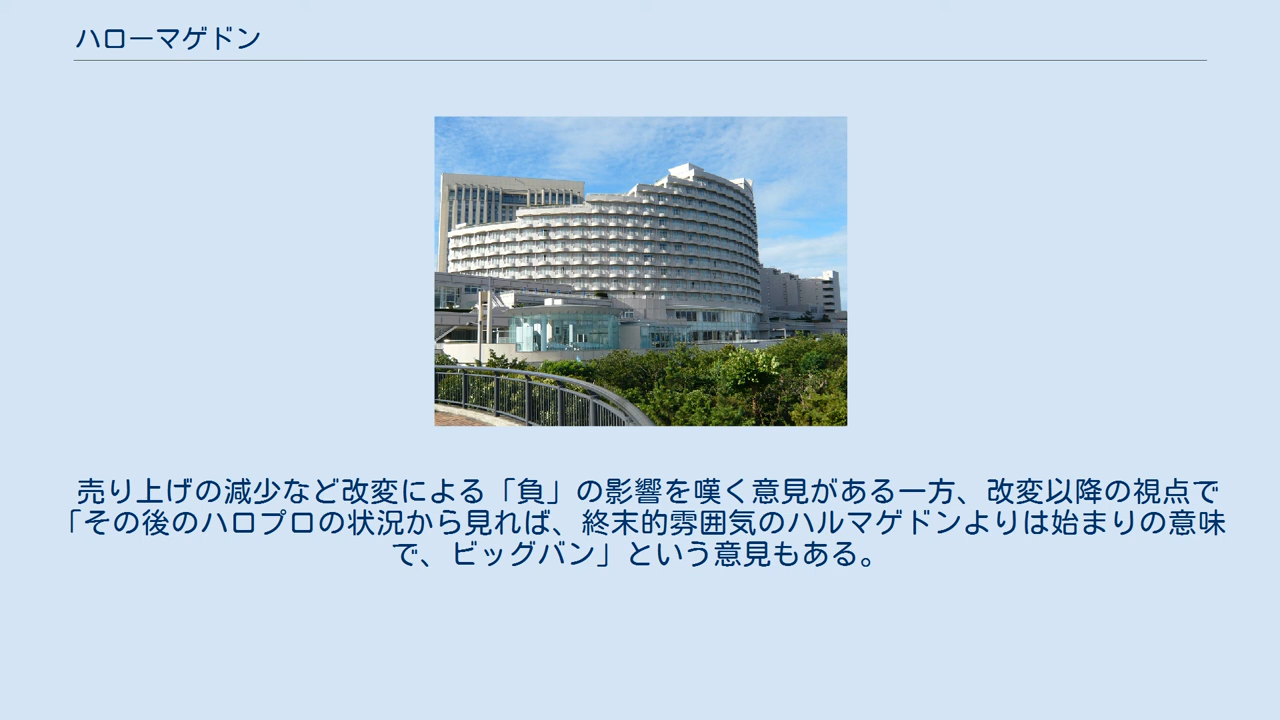 ハローマゲドン
売り上げの減少など改変による「負」の影響を嘆く意見がある一方、改変以降の視点で
「その後のハロプロの状況から見れば、終末的雰囲気のハルマゲドンよりは始まりの意味
で、ビッグバン」という意見もある。